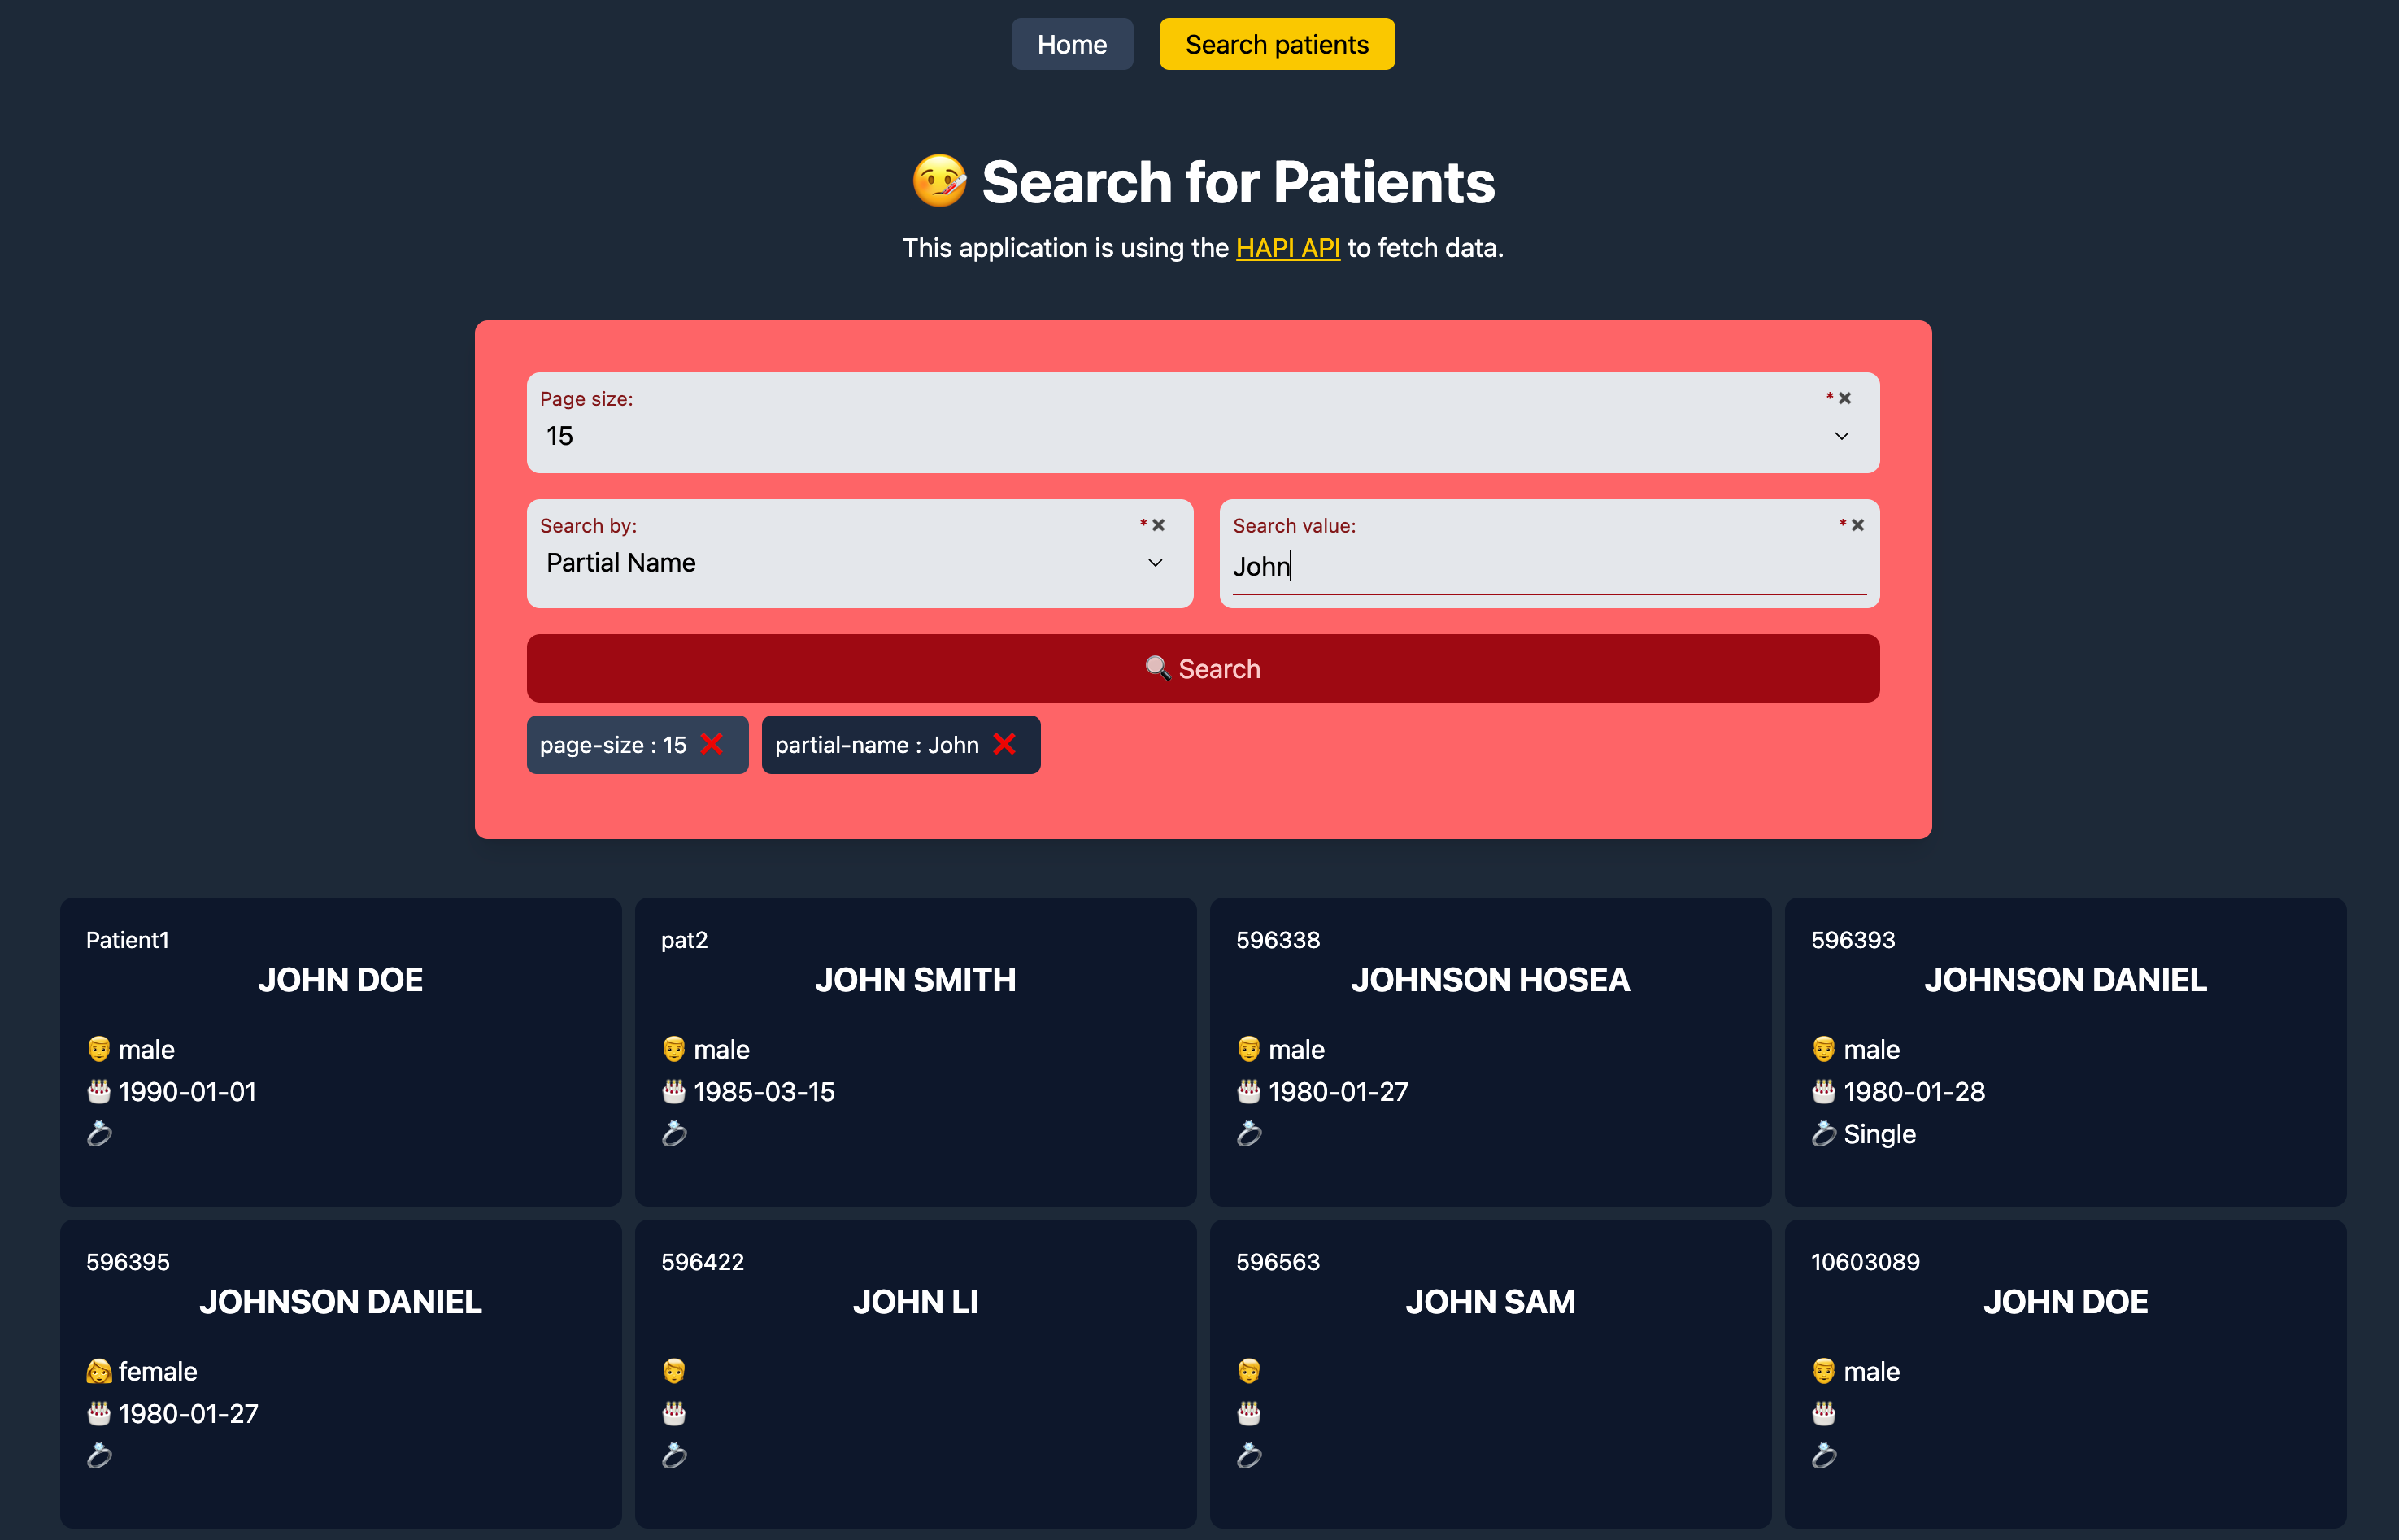 Home
Search patients
Search for Patients
This application is using the HAPI API to fetch data.
Page size: *
15
Search by: *
Partial Name
Search value: *
John
Search
page-size : 15
partial-name : John
Patient1
JOHN DOE
male
1990-01-01
pat2
JOHN SMITH
male
1985-03-15
596338
JOHNSON HOSEA
male
1980-01-27
596393
JOHNSON DANIEL
male
1980-01-28
Single
596395
JOHNSON DANIEL
female
1980-01-27
596422
JOHN LI
596563
JOHN SAM
10603089
JOHN DOE
male